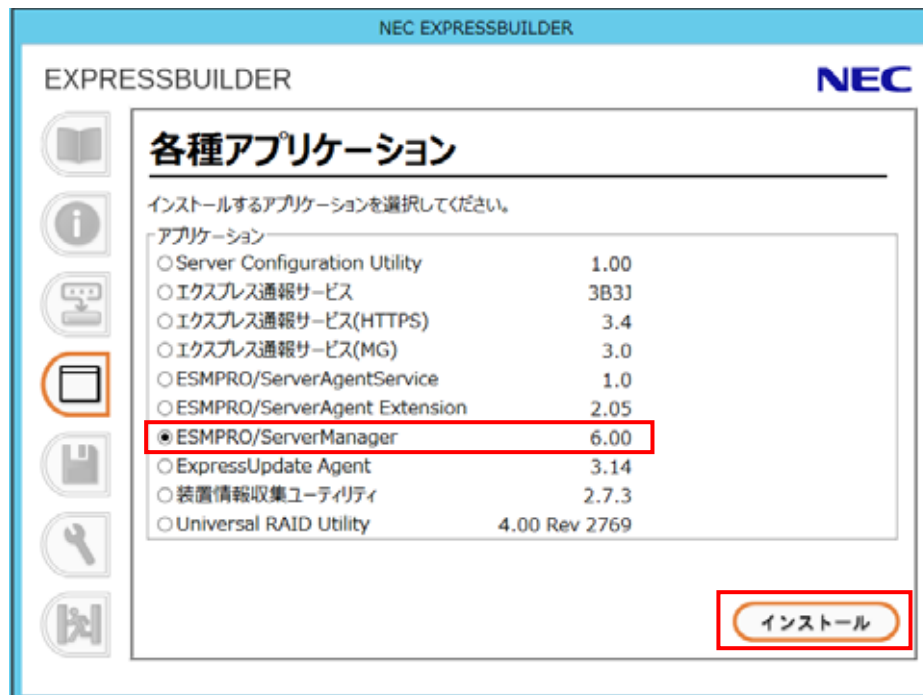 NEC EXPRESSBUILDER
EXPRESSBUILDER
NEC
各種アプリケーション
インストールするアプリケーションを選択してください。
アプリケーション
Server Configuration Utility 1.00
エクスプレス通報サービス 3B3J
エクスプレス通報サービス(HTTPS) 3.4
エクスプレス通報サービス(MG) 3.0
ESMPRO/ServerAgentService 1.0
ESMPRO/ServerAgent Extension 2.05
ESMPRO/ServerManager 6.00
ExpressUpdate Agent 3.14
装置情報収集ユーティリティ 2.7.3
Universal RAID Utility 4.00 Rev 2769
インストール